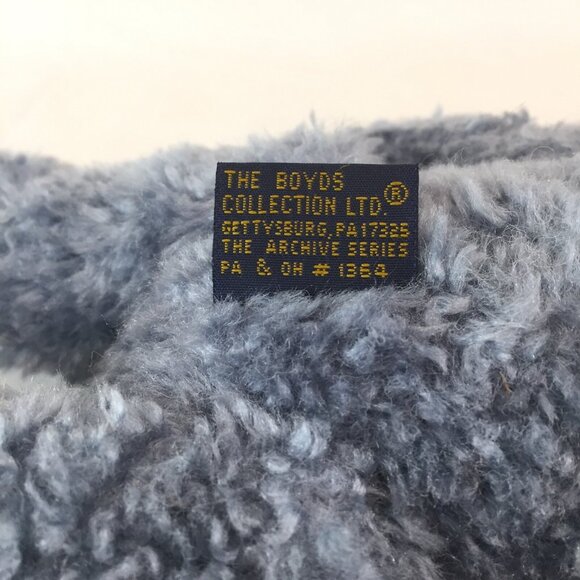 THE BOYDS
COLLECTION LTD.®
GETTYSBURG, PA 17325
THE ARCHIVE SERIES
PA & OH # 1364